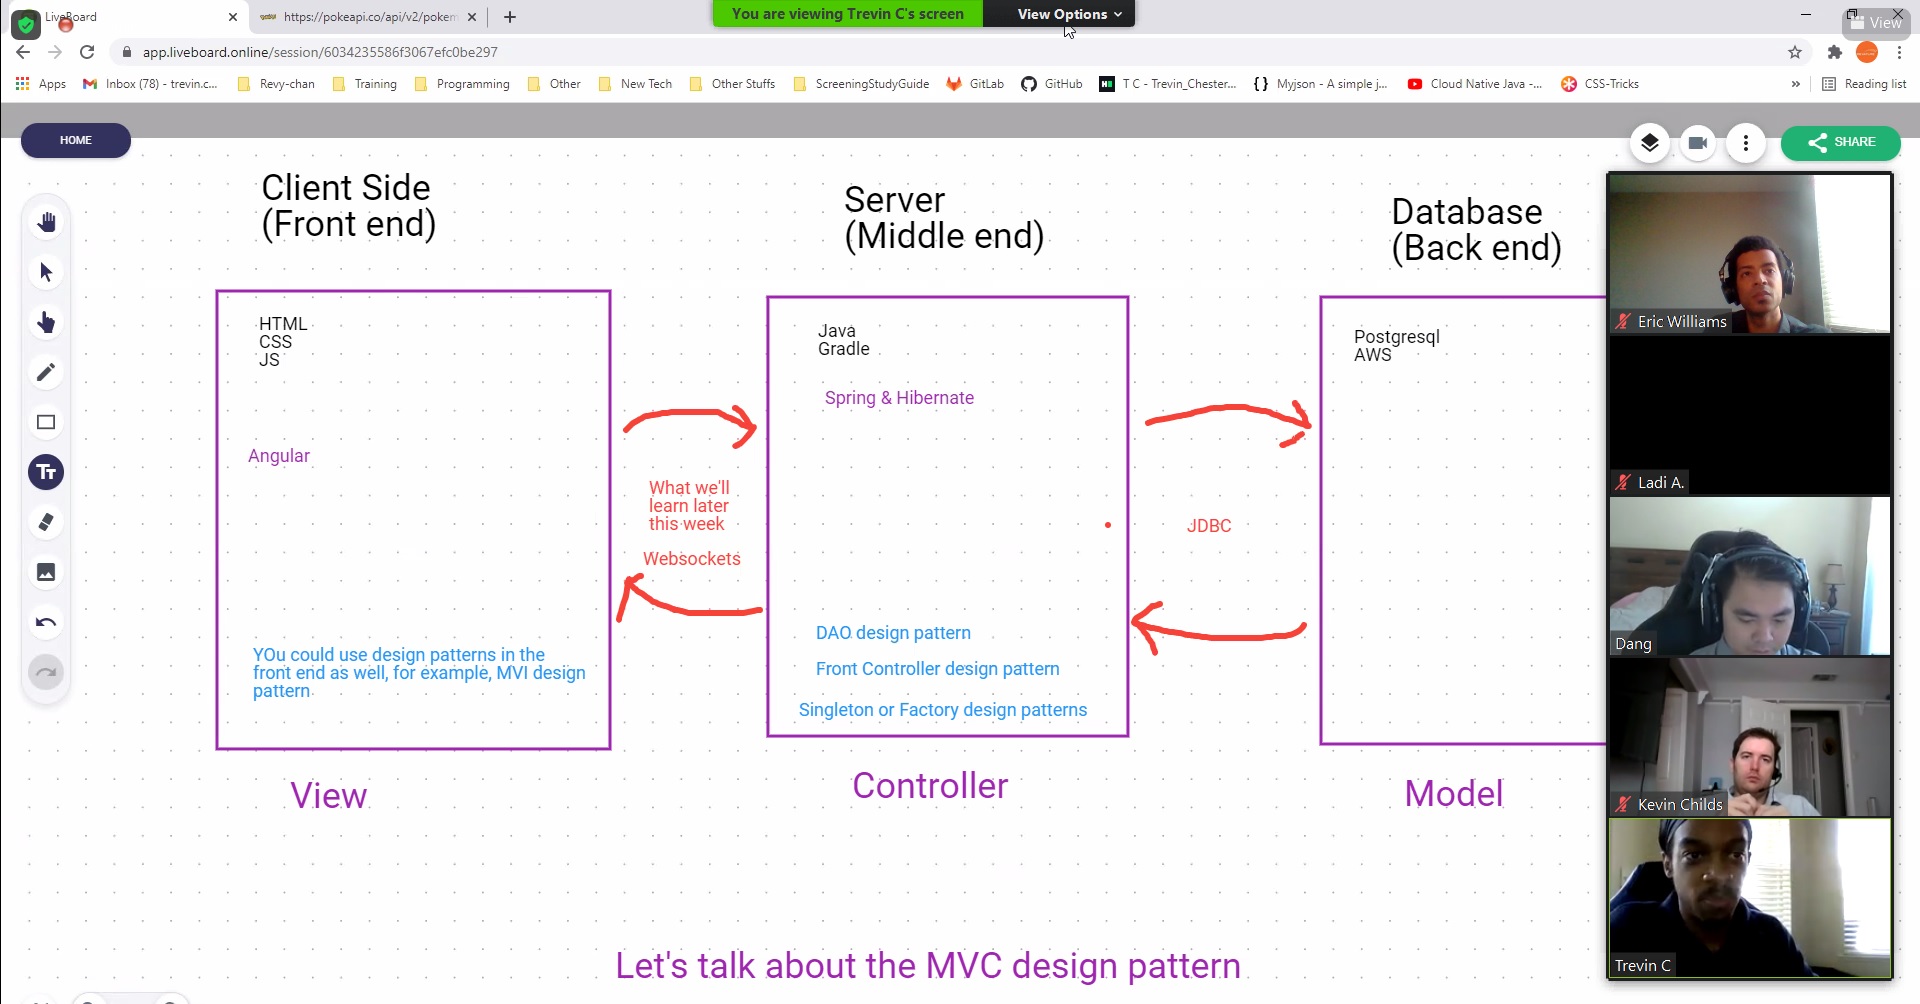 LiveBoard
https://pokeapi.co/api/v2/pokem
You are viewing Trevin C's screen
View Options
View
app.liveboard.online/session/6034235586f3067efc0be297
Apps
Inbox (78) - trevin.c...
Revy-chan
Training
Programming
Other
New Tech
Other Stuffs
ScreeningStudyGuide
GitLab
GitHub
T C - Trevin_Chester...
Myjson - A simple j...
Cloud Native Java -...
CSS-Tricks
»
Reading list
HOME
SHARE
Client Side
(Front end)
Server
(Middle end)
Database
(Back end)
HTML
CSS
JS
Angular
YOu could use design patterns in the
front end as well, for example, MVI design
pattern
View
What we'll
learn later
this week
Websockets
Java
Gradle
Spring & Hibernate
DAO design pattern
Front Controller design pattern
Singleton or Factory design patterns
Controller
JDBC
Postgresql
AWS
Model
Tт
Let's talk about the MVC design pattern
Eric Williams
Ladi A.
Dang
Kevin Childs
Trevin C